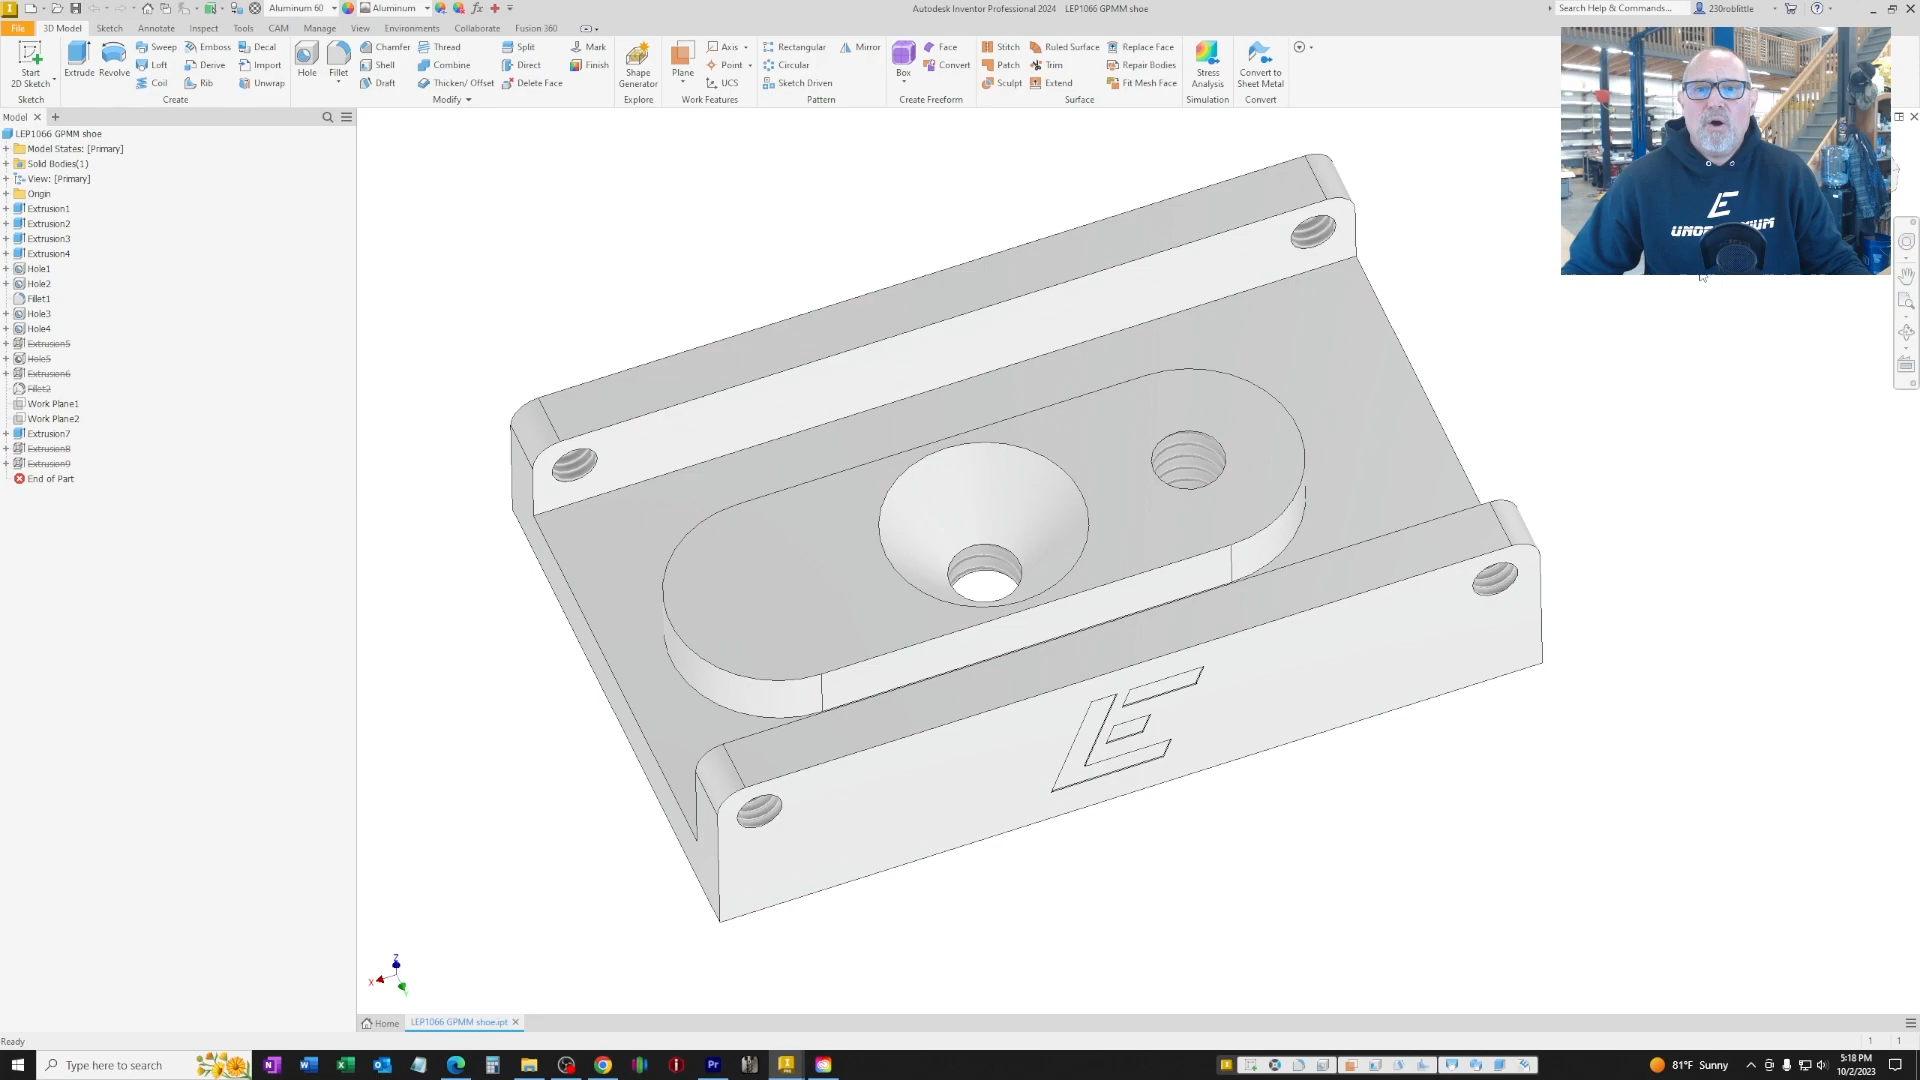 Aluminum 60
Aluminum
Autodesk Inventor Professional 2024 LEP1066 GPMM shoe
Search Help & Commands...
230roblittle
File
3D Model
Sketch
Annotate
Inspect
Tools
CAM
Manage
View
Environments
Collaborate
Fusion 360
Start
2D Sketch
Sketch
Extrude
Revolve
Sweep
Loft
Coil
Emboss
Derive
Rib
Decal
Import
Unwrap
Create
Hole
Fillet
Chamfer
Shell
Draft
Thread
Combine
Thicken/ Offset
Split
Direct
Delete Face
Mark
Finish
Modify
Shape
Generator
Explore
Plane
Axis
Point
UCS
Work Features
Rectangular
Circular
Sketch Driven
Mirror
Pattern
Box
Face
Convert
Create Freeform
Stitch
Patch
Sculpt
Ruled Surface
Trim
Extend
Replace Face
Repair Bodies
Fit Mesh Face
Surface
Stress
Analysis
Simulation
Convert to
Sheet Metal
Convert
Model
LEP1066 GPMM shoe
Model States: [Primary]
Solid Bodies(1)
View: [Primary]
Origin
Extrusion1
Extrusion2
Extrusion3
Extrusion4
Hole1
Hole2
Fillet1
Hole3
Hole4
Extrusion5
Hole5
Extrusion6
Fillet2
Work Plane1
Work Plane2
Extrusion7
Extrusion8
Extrusion9
End of Part
E
Z
X
Y
Home
LEP1066 GPMM shoe.ipt
Ready
1 1
Type here to search
81°F Sunny
5:18 PM
10/2/2023